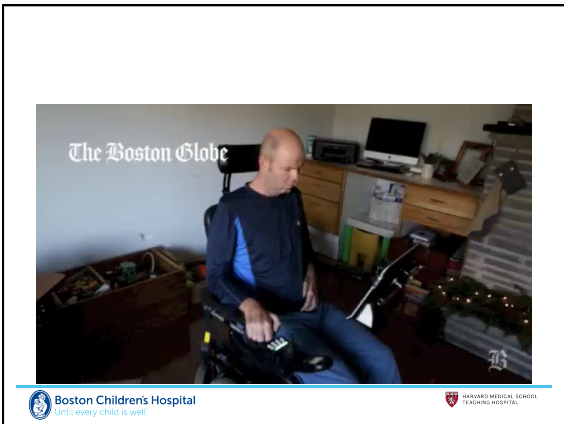 The Boston Globe
B
Boston Children's Hospital
Until every child is well
HARVARD MEDICAL SCHOOL
TEACHING HOSPITAL